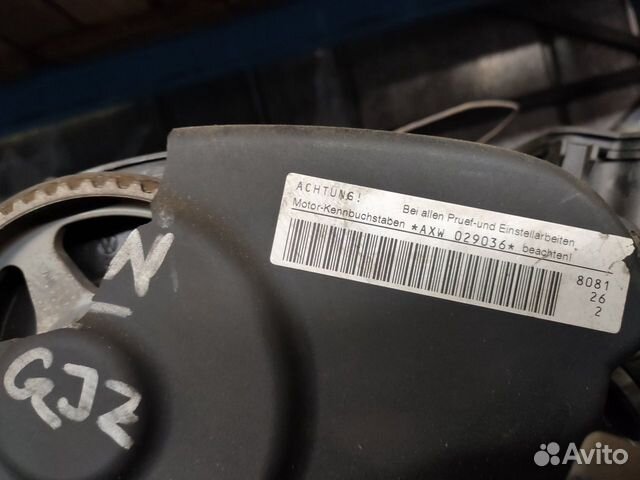 ACHTUNG!
Bei allen Pruef-und Einstellarbeiten
Motor-Kennbuchstaben *AXW 029036* beachten!
8081
26
2
N
GJZ
Avito